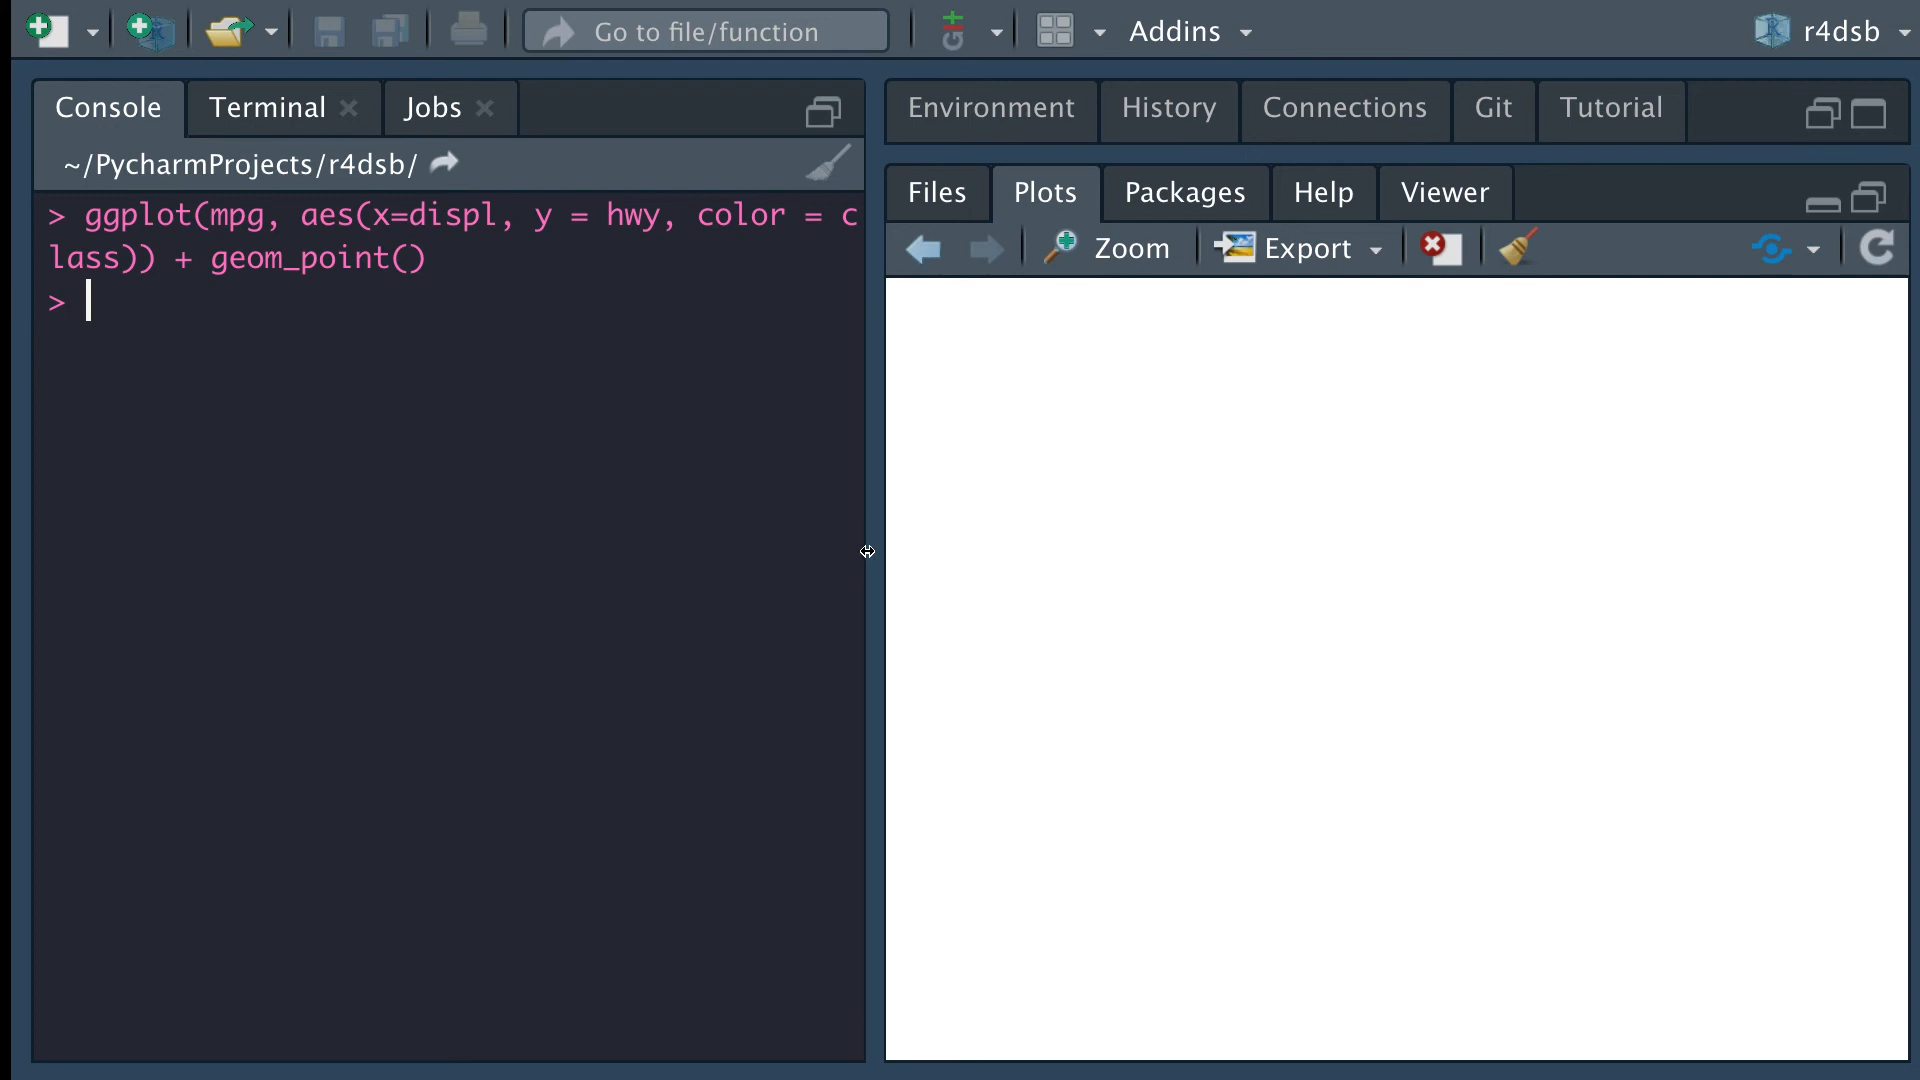 Go to file/function
Addins
r4dsb
Console Terminal Jobs
Environment History Connections Git Tutorial
~/PycharmProjects/r4dsb/
Files Plots Packages Help Viewer
Zoom Export
> ggplot(mpg, aes(x=displ, y = hwy, color = c
lass)) + geom_point()
>